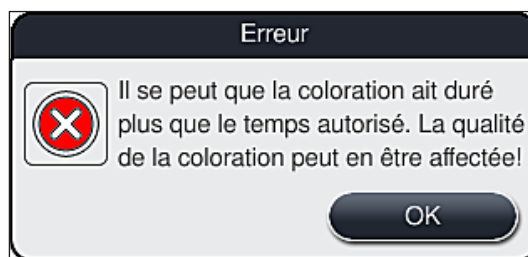 Erreur
Il se peut que la coloration ait duré
plus que le temps autorisé. La qualité
de la coloration peut en être affectée!
OK